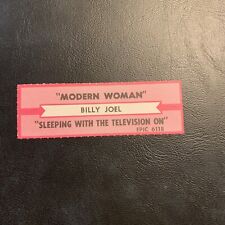 "MODERN WOMAN"
BILLY JOEL
"SLEEPING WITH THE TELEVISION ON"
EPIC 6118